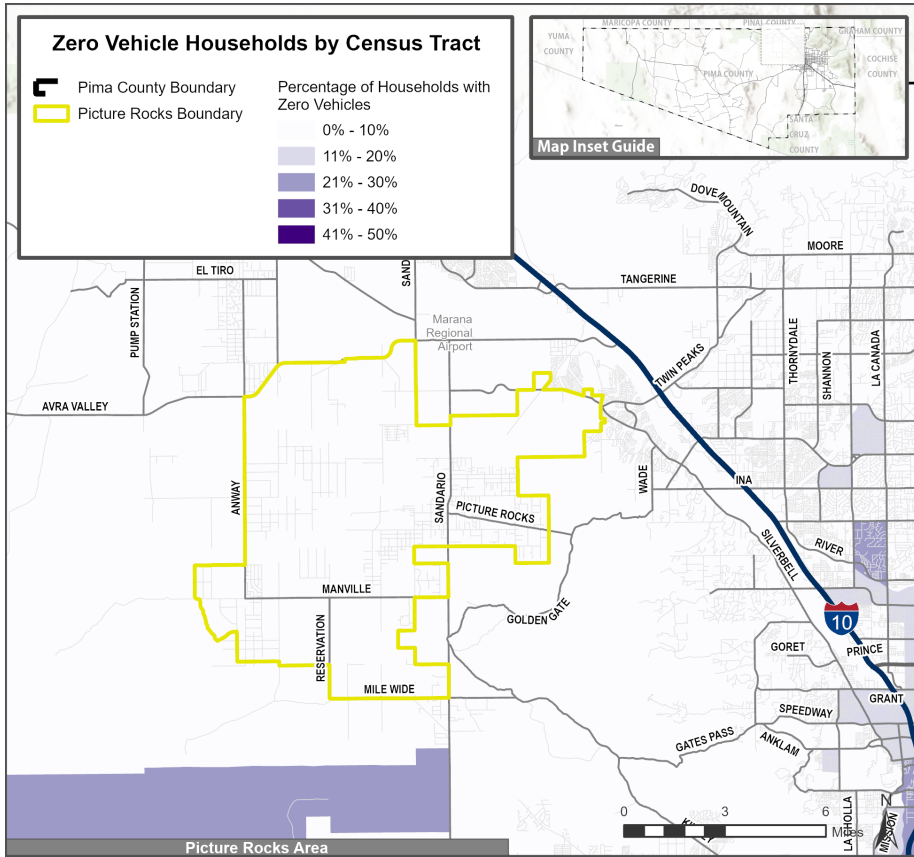 Zero Vehicle Households by Census Tract
Pima County Boundary
Picture Rocks Boundary
Percentage of Households with
Zero Vehicles
0% - 10%
11% - 20%
21% - 30%
31% - 40%
41% - 50%
MARICOPA COUNTY
PINAL COUNTY
GRAHAM COUNTY
YUMA
COUNTY
COCHISE
COUNTY
PIMA COUNTY
SANTA
CRUZ
COUNTY
Map Inset Guide
DOVE MOUNTAIN
MOORE
EL TIRO
SAND
TANGERINE
PUMP STATION
Marana
Regional
Airport
THORNYDALE
SHANNON
LA CANADA
TWIN PEAKS
AVRA VALLEY
ANWAY
SANDARIO
WADE
INA
PICTURE ROCKS
SILVERBELL
RIVER
MANVILLE
GOLDEN GATE
10
RESERVATION
GORET
PRINCE
MILE WIDE
GRANT
SPEEDWAY
GATES PASS
ANKLAM
0
3
6
Miles
N
MISSION
Picture Rocks Area